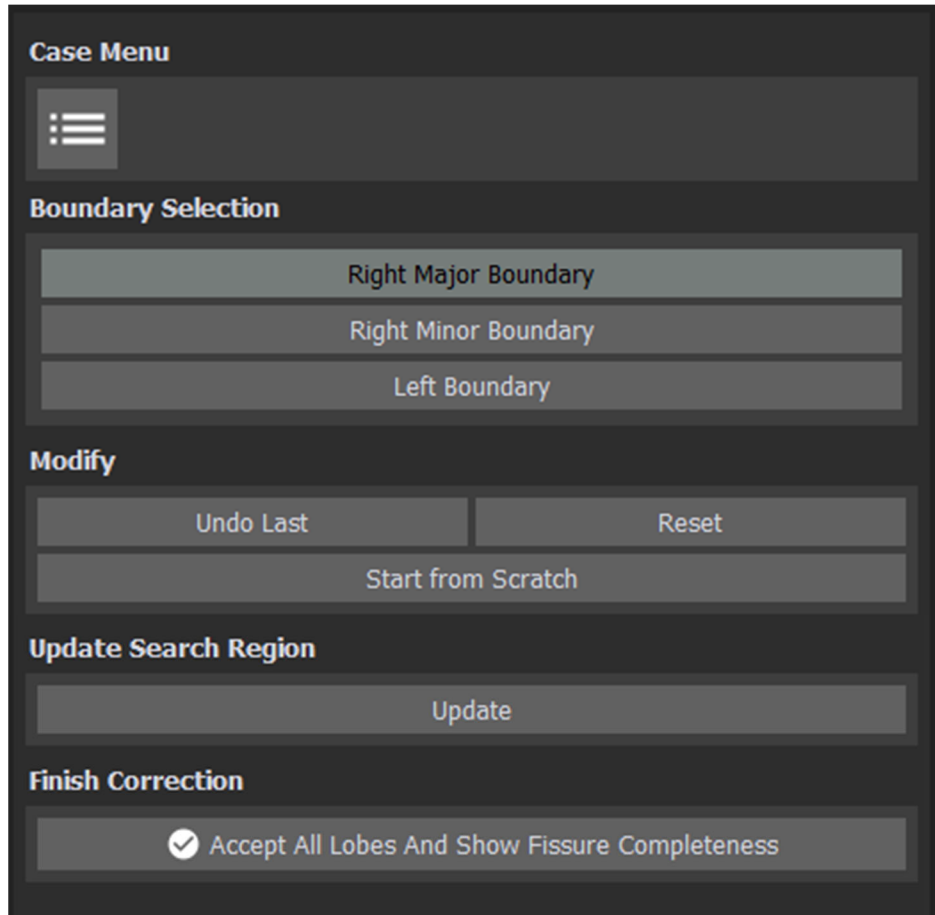 Case Menu
Boundary Selection
Right Major Boundary
Right Minor Boundary
Left Boundary
Modify
Undo Last Reset
Start from Scratch
Update Search Region
Update
Finish Correction
Accept All Lobes And Show Fissure Completeness